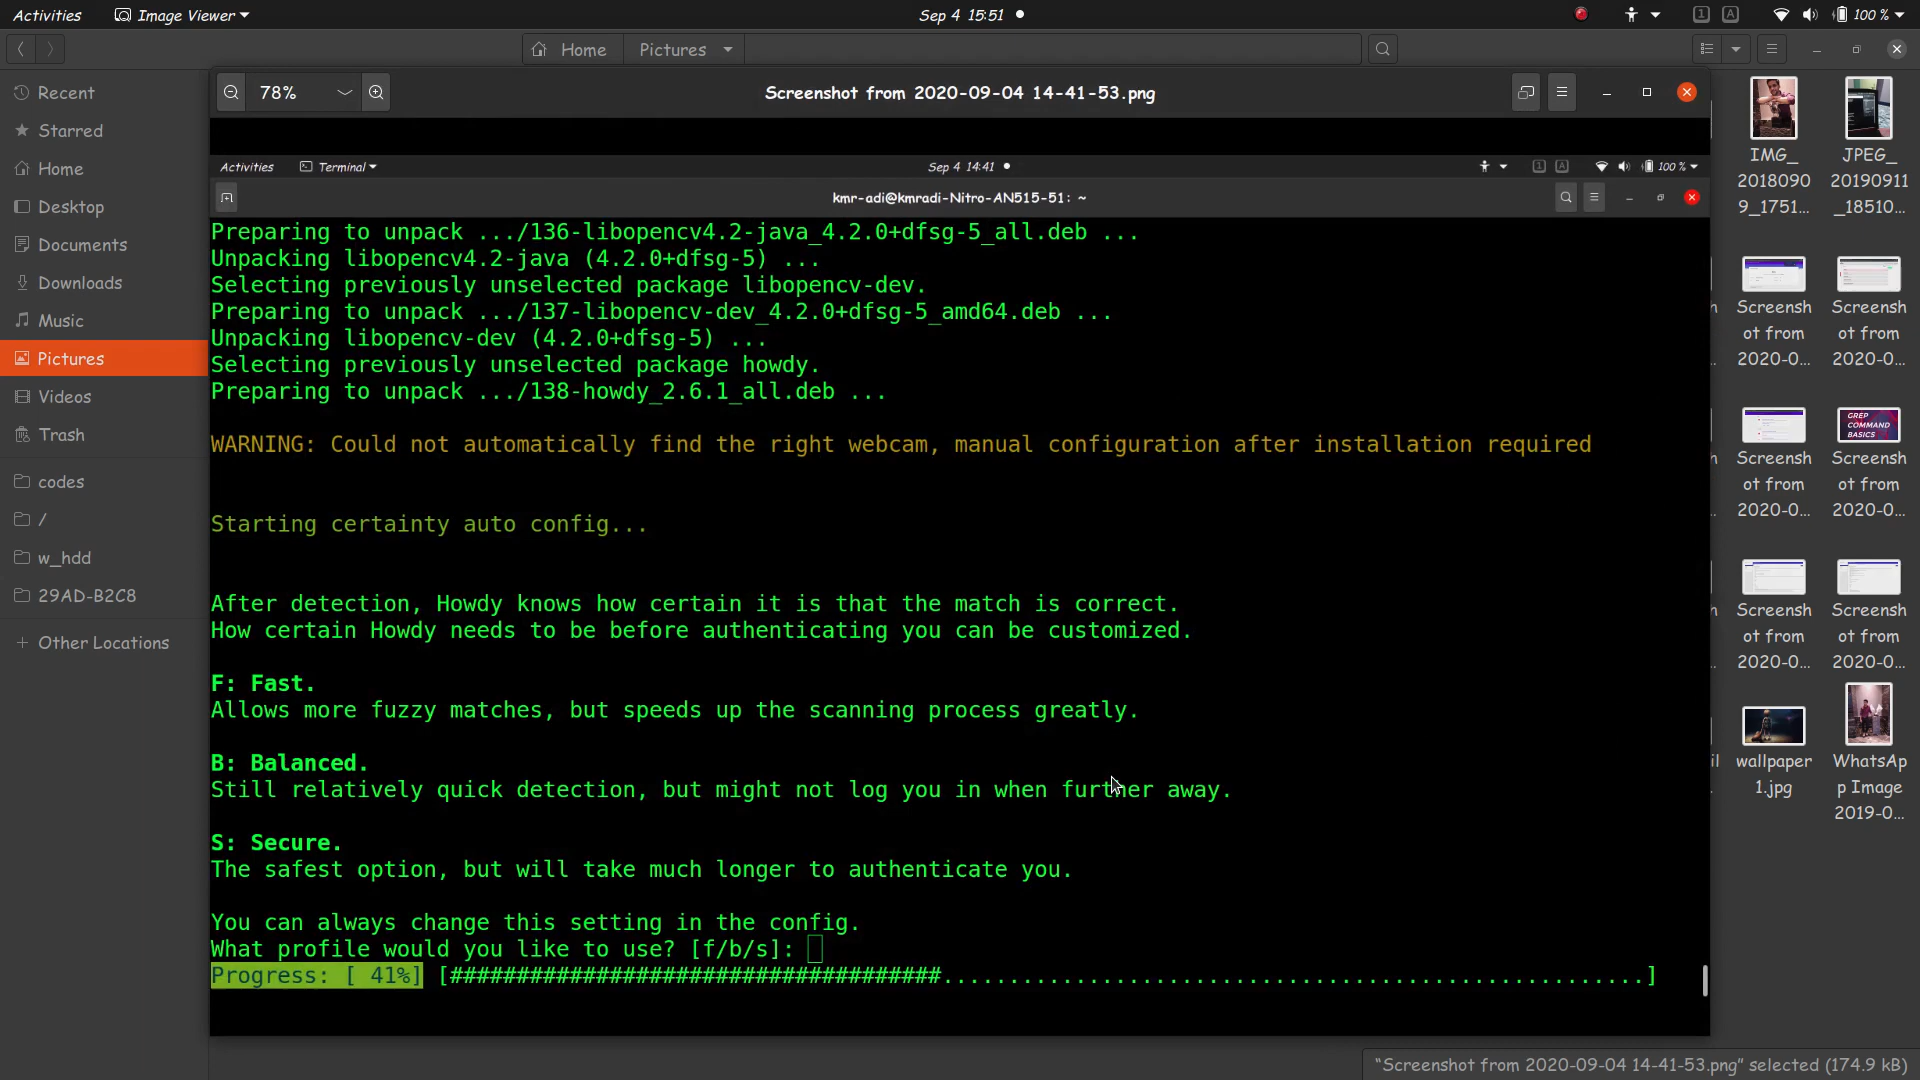 Activities Image Viewer Sep 4 15:51 1 A 100 %
Home Pictures
Recent
Starred
Home
Desktop
Documents
Downloads
Music
Pictures
Videos
Trash
codes
/
w_hdd
29AD-B2C8
Other Locations
78% Screenshot from 2020-09-04 14-41-53.png
Activities Terminal Sep 4 14:41 1 A 100 %
kmr-adi@kmradi-Nitro-AN515-51: ~
Preparing to unpack .../136-libopencv4.2-java_4.2.0+dfsg-5_all.deb ...
Unpacking libopencv4.2-java (4.2.0+dfsg-5) ...
Selecting previously unselected package libopencv-dev.
Preparing to unpack .../137-libopencv-dev_4.2.0+dfsg-5_amd64.deb ...
Unpacking libopencv-dev (4.2.0+dfsg-5) ...
Selecting previously unselected package howdy.
Preparing to unpack .../138-howdy_2.6.1_all.deb ...
WARNING: Could not automatically find the right webcam, manual configuration after installation required
Starting certainty auto config...
After detection, Howdy knows how certain it is that the match is correct.
How certain Howdy needs to be before authenticating you can be customized.
F: Fast.
Allows more fuzzy matches, but speeds up the scanning process greatly.
B: Balanced.
Still relatively quick detection, but might not log you in when further away.
S: Secure.
The safest option, but will take much longer to authenticate you.
You can always change this setting in the config.
What profile would you like to use? [f/b/s]:
Progress: [ 41%] [#####################################.....................................................]
IMG_
2018090
9_1751...
JPEG_
20190911
_18510...
Screensh
ot from
2020-0...
Screensh
ot from
2020-0...
Screensh
ot from
2020-0...
GREP
COMMAND
BASICS
Screensh
ot from
2020-0...
Screensh
ot from
2020-0...
Screensh
ot from
2020-0...
wallpaper
1.jpg
WhatsAp
p Image
2019-0...
"Screenshot from 2020-09-04 14-41-53.png" selected (174.9 kB)